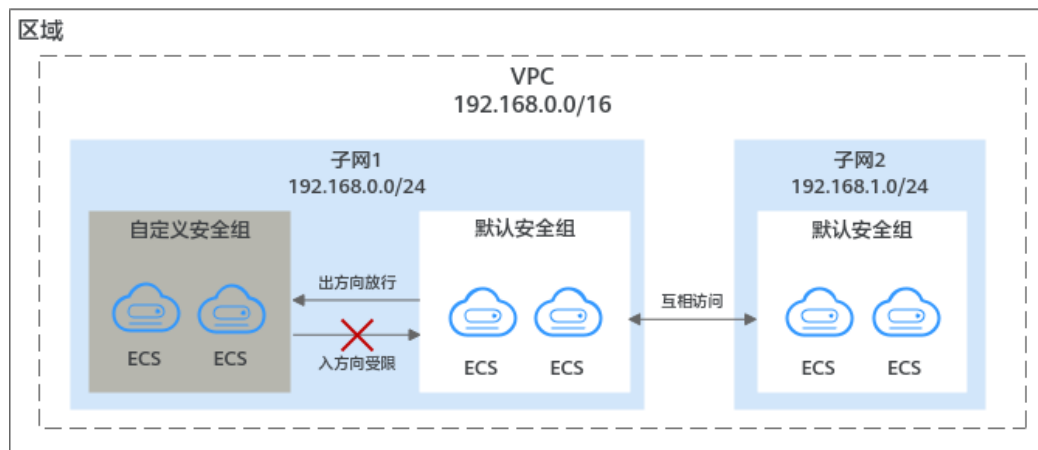 区域
VPC
192.168.0.0/16
子网1
192.168.0.0/24
子网2
192.168.1.0/24
自定义安全组
默认安全组
默认安全组
出方向放行
入方向受限
互相访问
ECS
ECS
ECS
ECS
ECS
ECS